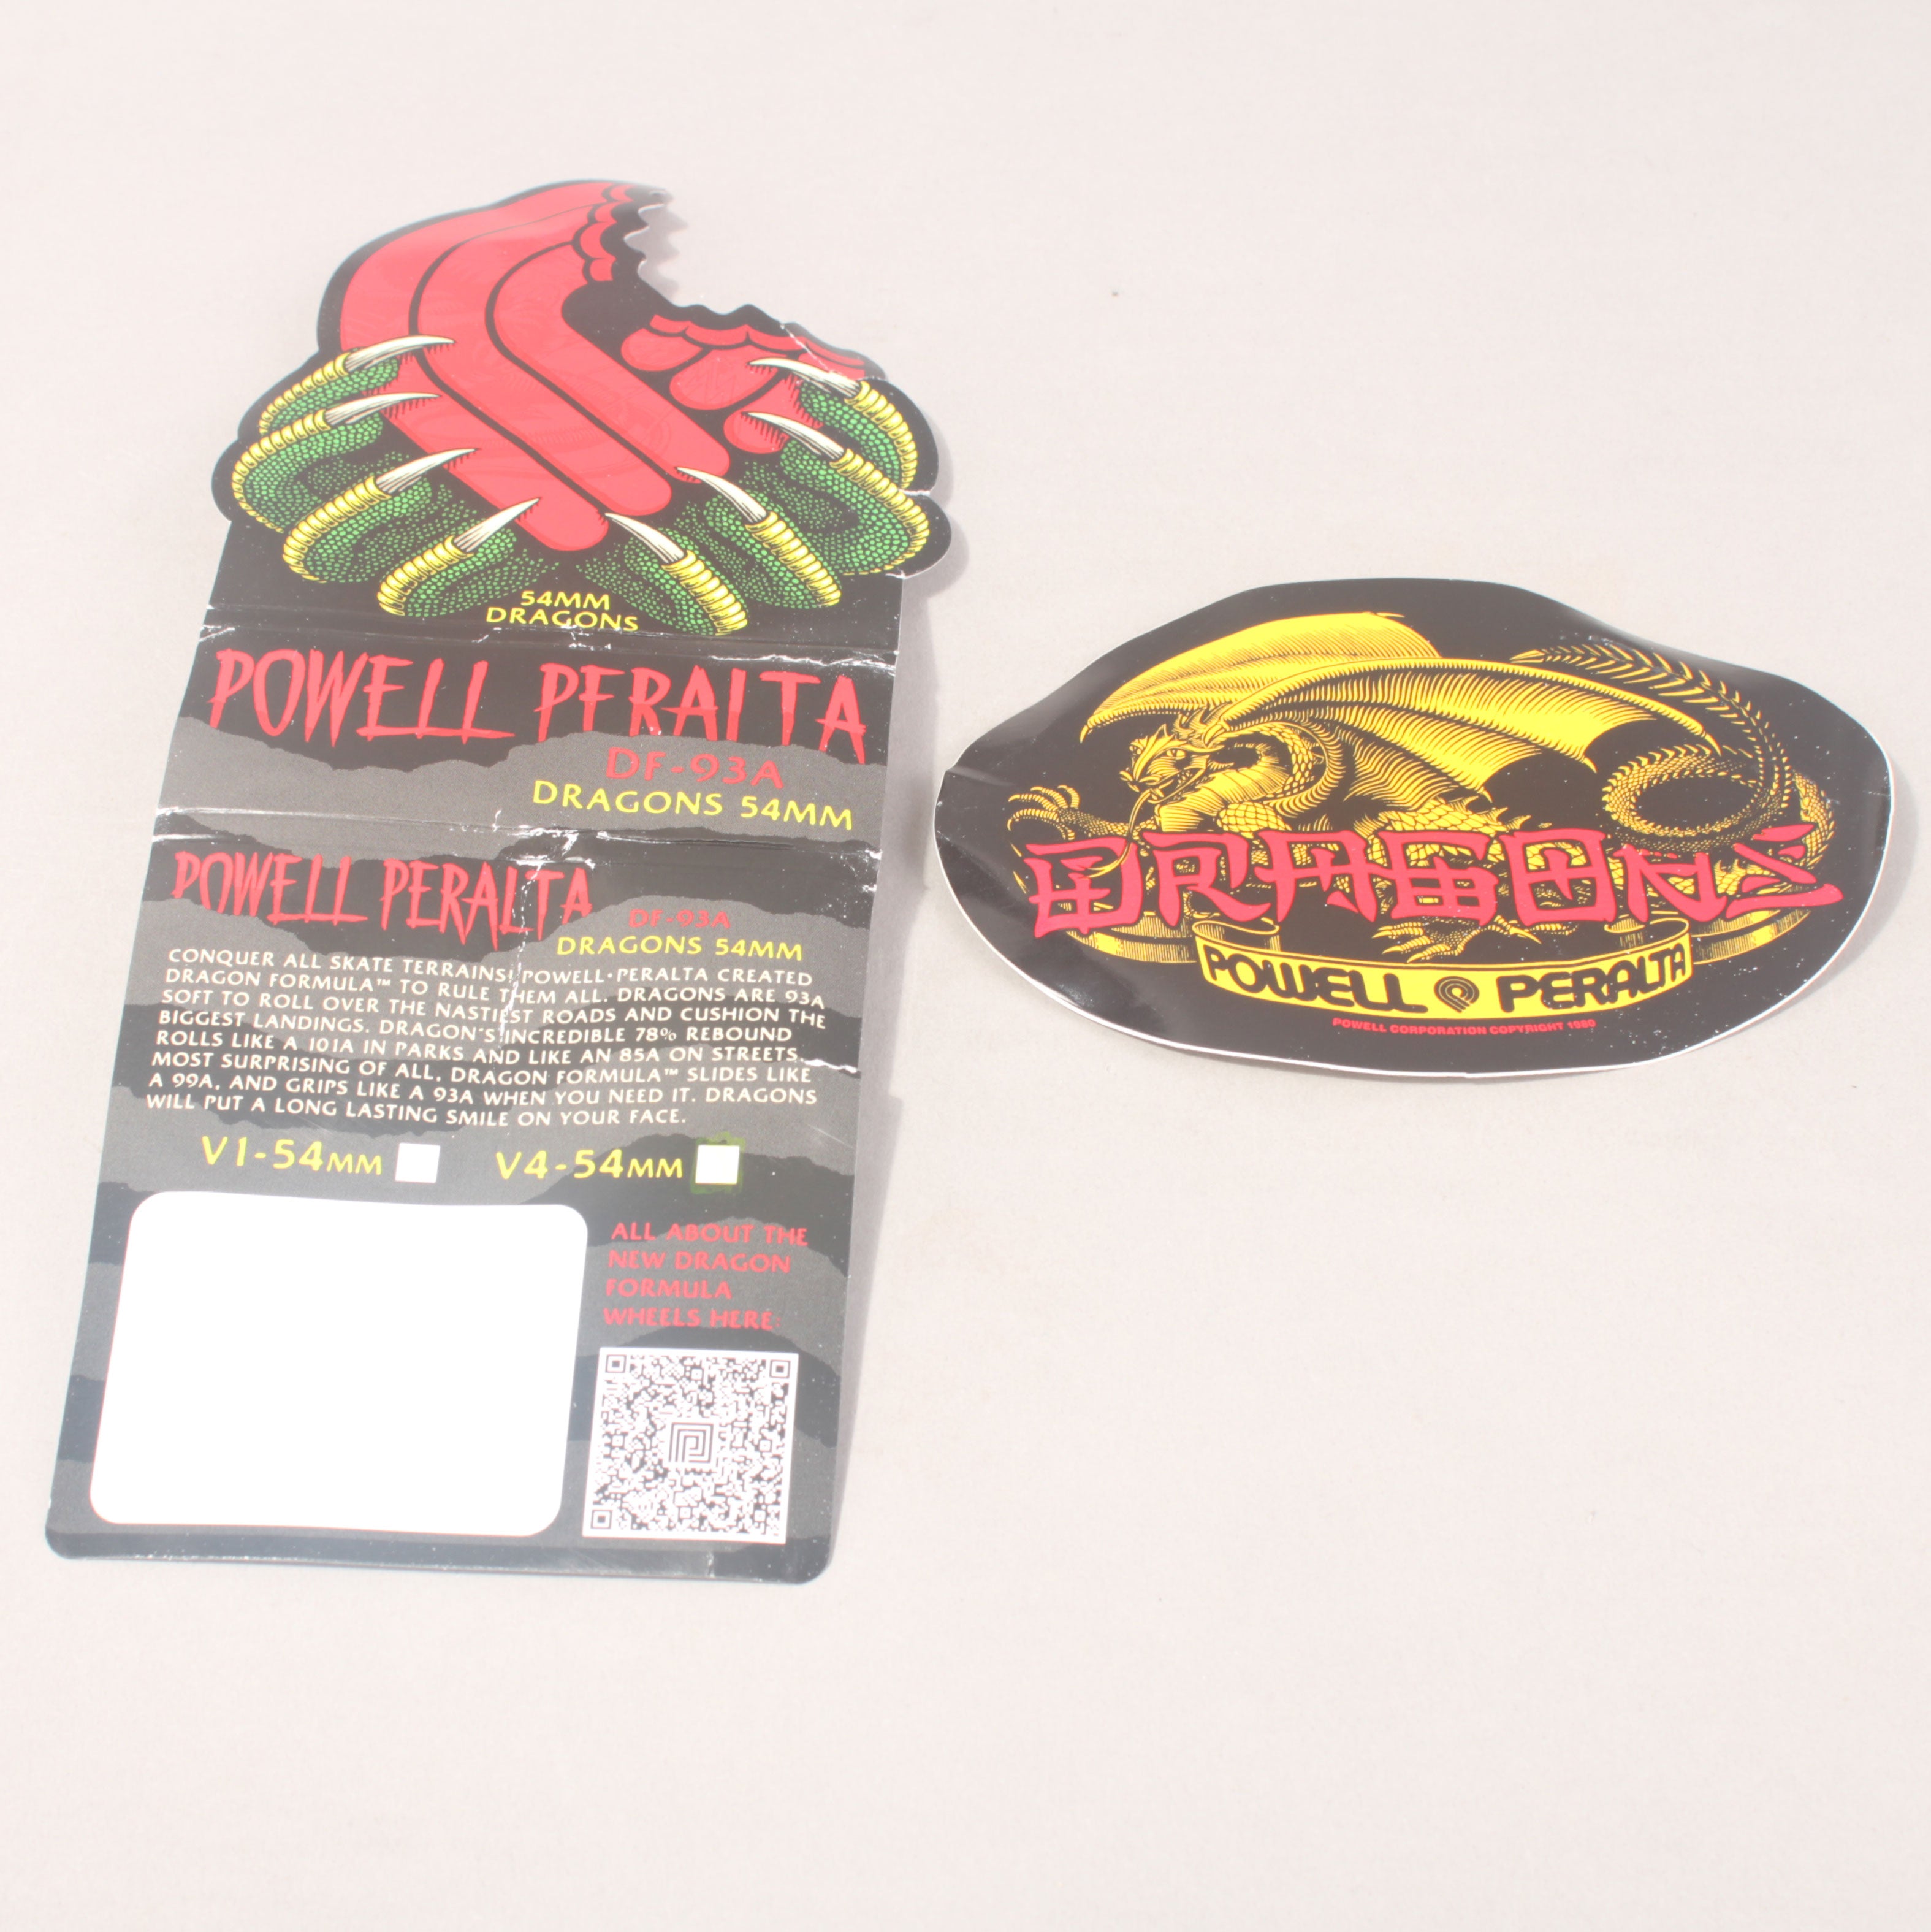 54MM
DRAGONS
POWELL PERALTA
DF-93A
DRAGONS 54MM
POWELL PERALTA
DF-93A
DRAGONS 54MM
CONQUER ALL SKATE TERRAINS! POWELL•PERALTA CREATED
DRAGON FORMULA™ TO RULE THEM ALL. DRAGONS ARE 93A
SOFT TO ROLL OVER THE NASTIEST ROADS AND CUSHION THE
BIGGEST LANDINGS. DRAGON'S INCREDIBLE 78% REBOUND
ROLLS LIKE A 101A IN PARKS AND LIKE AN 85A ON STREETS.
MOST SURPRISING OF ALL, DRAGON FORMULA™ SLIDES LIKE
A 99A, AND GRIPS LIKE A 93A WHEN YOU NEED IT. DRAGONS
WILL PUT A LONG LASTING SMILE ON YOUR FACE.
V1-54MM V4-54MM
ALL ABOUT THE
NEW DRAGON
FORMULA
WHEELS HERE:
DRAGONS
POWELL PERALTA
POWELL CORPORATION COPYRIGHT 1980